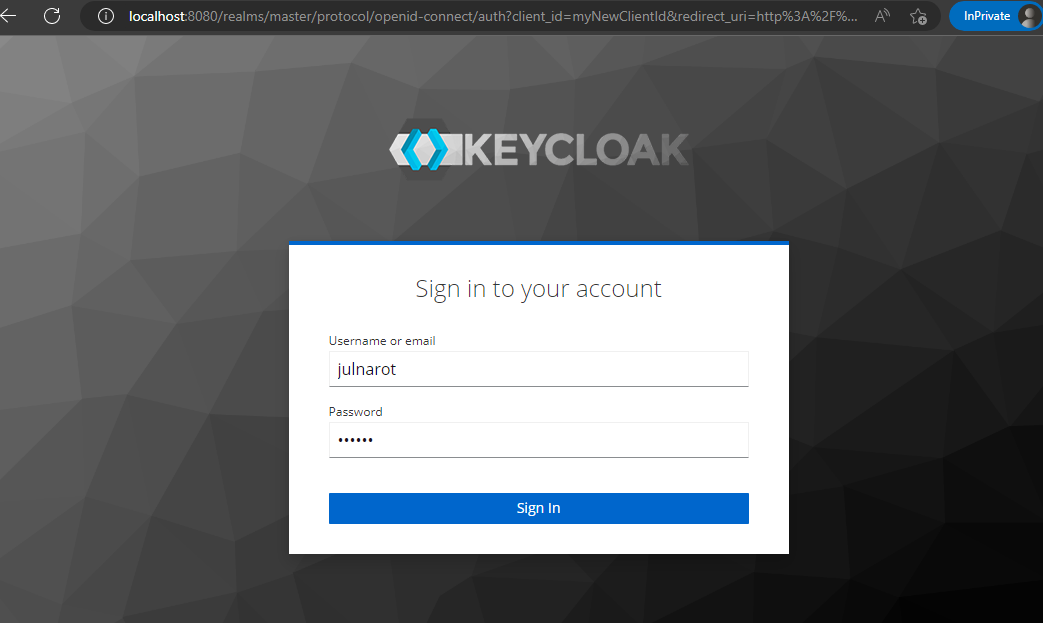 localhost:8080/realms/master/protocol/openid-connect/auth?client_id=myNewClientId&redirect_uri=http%3A%2F%...
InPrivate
KEYCLOAK
Sign in to your account
Username or email
julnarot
Password
••••••
Sign In